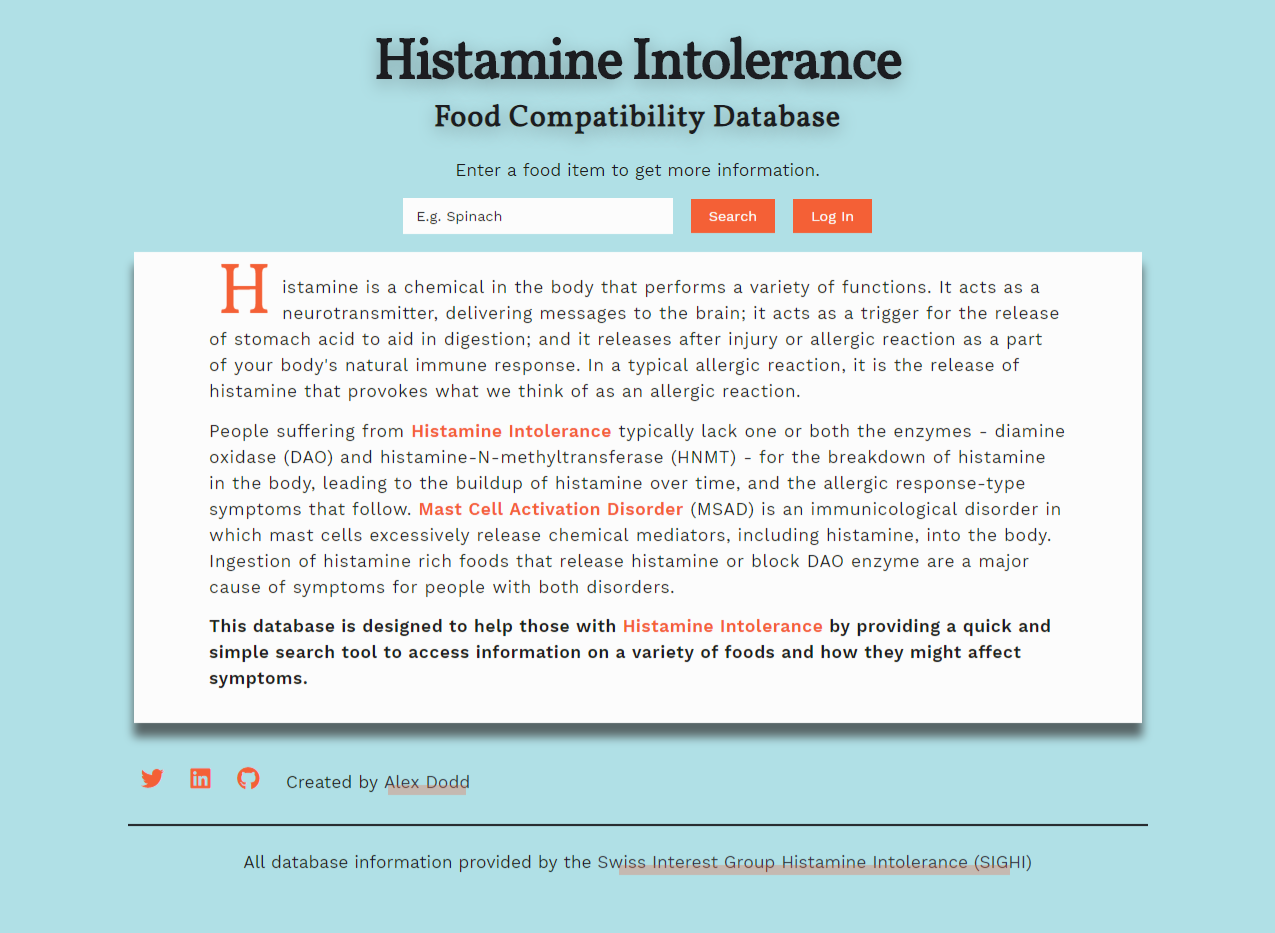 Histamine Intolerance
Food Compatibility Database
Enter a food item to get more information.
E.g. Spinach
Search
Log In
Histamine is a chemical in the body that performs a variety of functions. It acts as a
neurotransmitter, delivering messages to the brain; it acts as a trigger for the release
of stomach acid to aid in digestion; and it releases after injury or allergic reaction as a part
of your body's natural immune response. In a typical allergic reaction, it is the release of
histamine that provokes what we think of as an allergic reaction.
People suffering from Histamine Intolerance typically lack one or both the enzymes - diamine
oxidase (DAO) and histamine-N-methyltransferase (HNMT) - for the breakdown of histamine
in the body, leading to the buildup of histamine over time, and the allergic response-type
symptoms that follow. Mast Cell Activation Disorder (MSAD) is an immunicological disorder in
which mast cells excessively release chemical mediators, including histamine, into the body.
Ingestion of histamine rich foods that release histamine or block DAO enzyme are a major
cause of symptoms for people with both disorders.
This database is designed to help those with Histamine Intolerance by providing a quick and
simple search tool to access information on a variety of foods and how they might affect
symptoms.
Created by Alex Dodd
All database information provided by the Swiss Interest Group Histamine Intolerance (SIGHI)